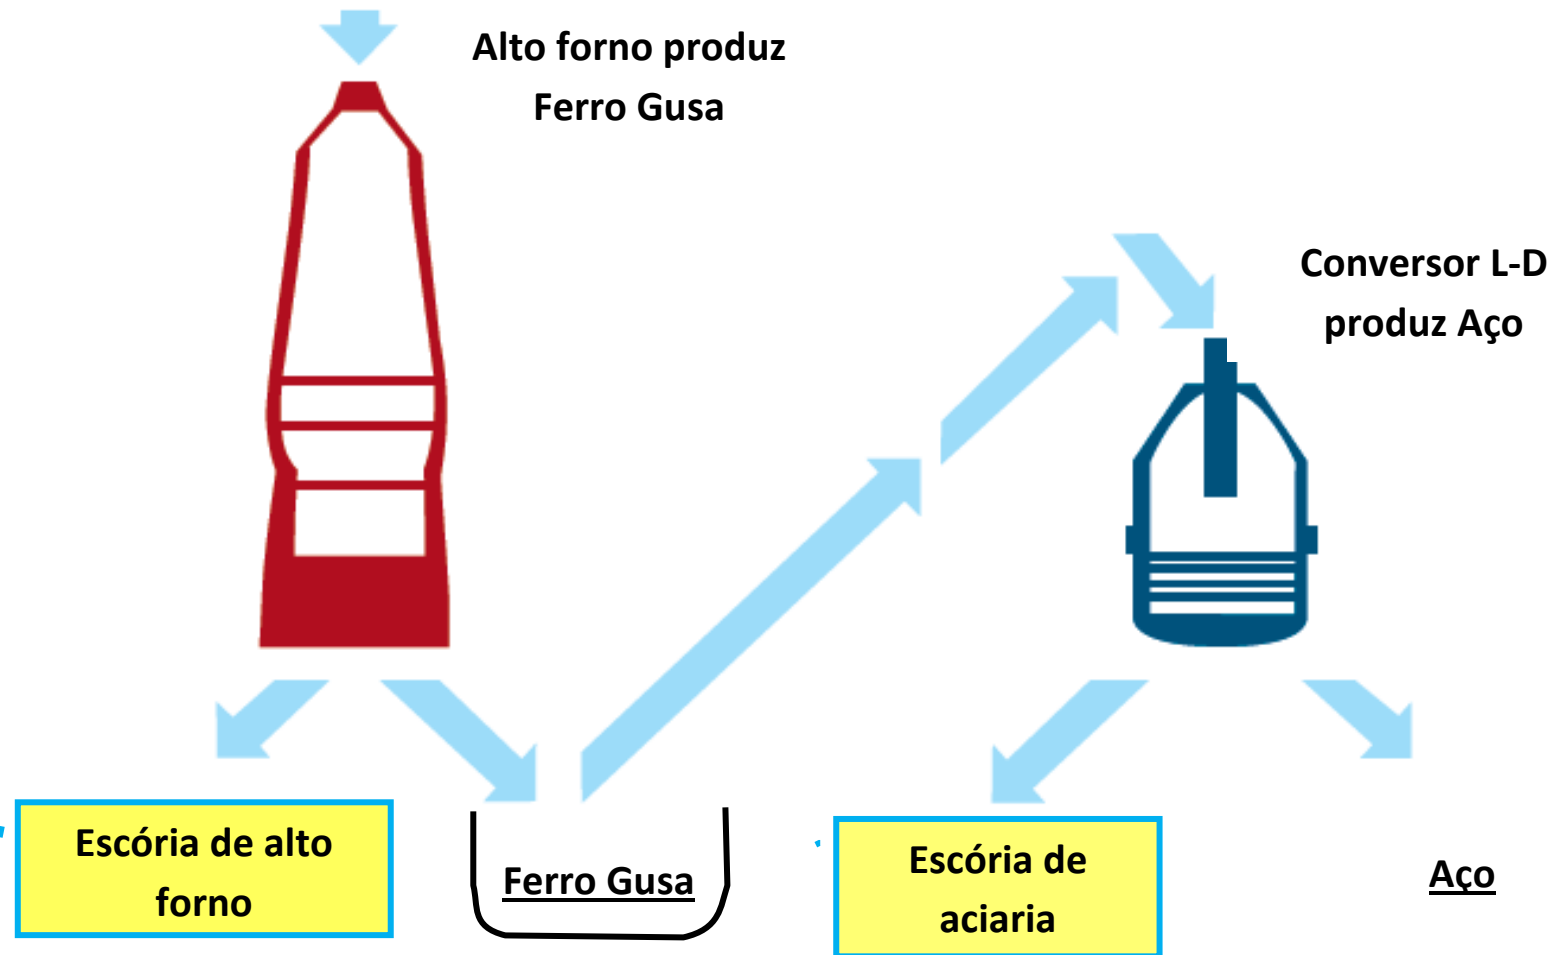 Alto forno produz
Ferro Gusa
Conversor L-D
produz Aço
Escória de alto
forno
Ferro Gusa
Escória de
aciaria
Aço